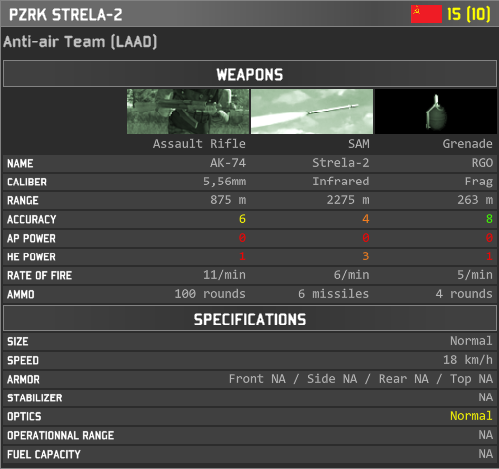 PZRK STRELA-2 15 (10)
Anti-air Team (LAAD)
WEAPONS
Assault Rifle SAM Grenade
NAME AK-74 Strela-2 RGO
CALIBER 5,56mm Infrared Frag
RANGE 875 m 2275 m 263 m
ACCURACY 6 4 8
AP POWER 0 0 0
HE POWER 1 3 1
RATE OF FIRE 11/min 6/min 5/min
AMMO 100 rounds 6 missiles 4 rounds
SPECIFICATIONS
SIZE Normal
SPEED 18 km/h
ARMOR Front NA / Side NA / Rear NA / Top NA
STABILIZER NA
OPTICS Normal
OPERATIONNAL RANGE NA
FUEL CAPACITY NA